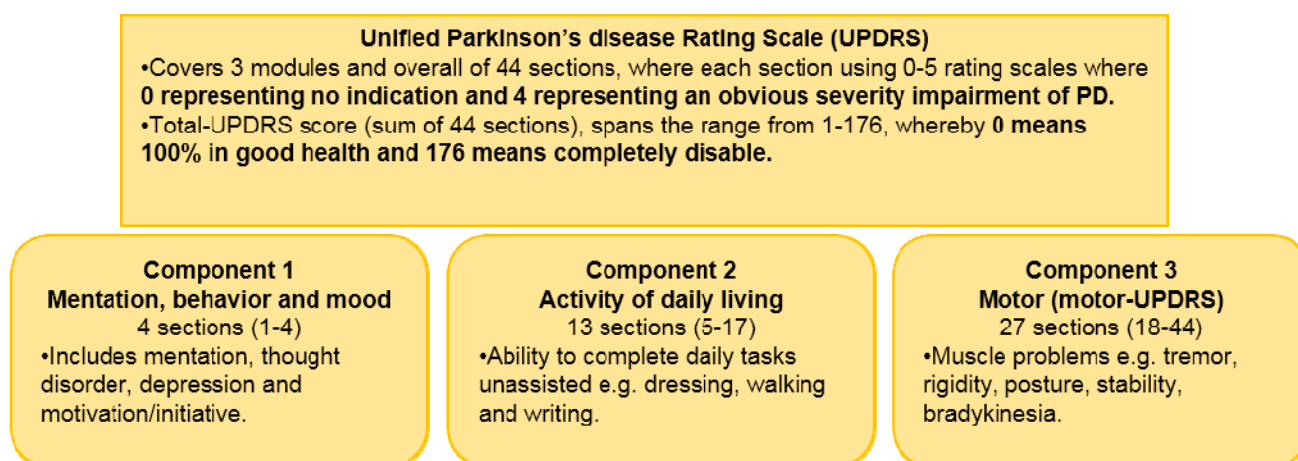 Unified Parkinson's disease Rating Scale (UPDRS)
•Covers 3 modules and overall of 44 sections, where each section using 0-5 rating scales where
0 representing no indication and 4 representing an obvious severity impairment of PD.
•Total-UPDRS score (sum of 44 sections), spans the range from 1-176, whereby 0 means
100% in good health and 176 means completely disable.
Component 1
Mentation, behavior and mood
4 sections (1-4)
•Includes mentation, thought
disorder, depression and
motivation/initiative.
Component 2
Activity of daily living
13 sections (5-17)
•Ability to complete daily tasks
unassisted e.g. dressing, walking
and writing.
Component 3
Motor (motor-UPDRS)
27 sections (18-44)
•Muscle problems e.g. tremor,
rigidity, posture, stability,
bradykinesia.